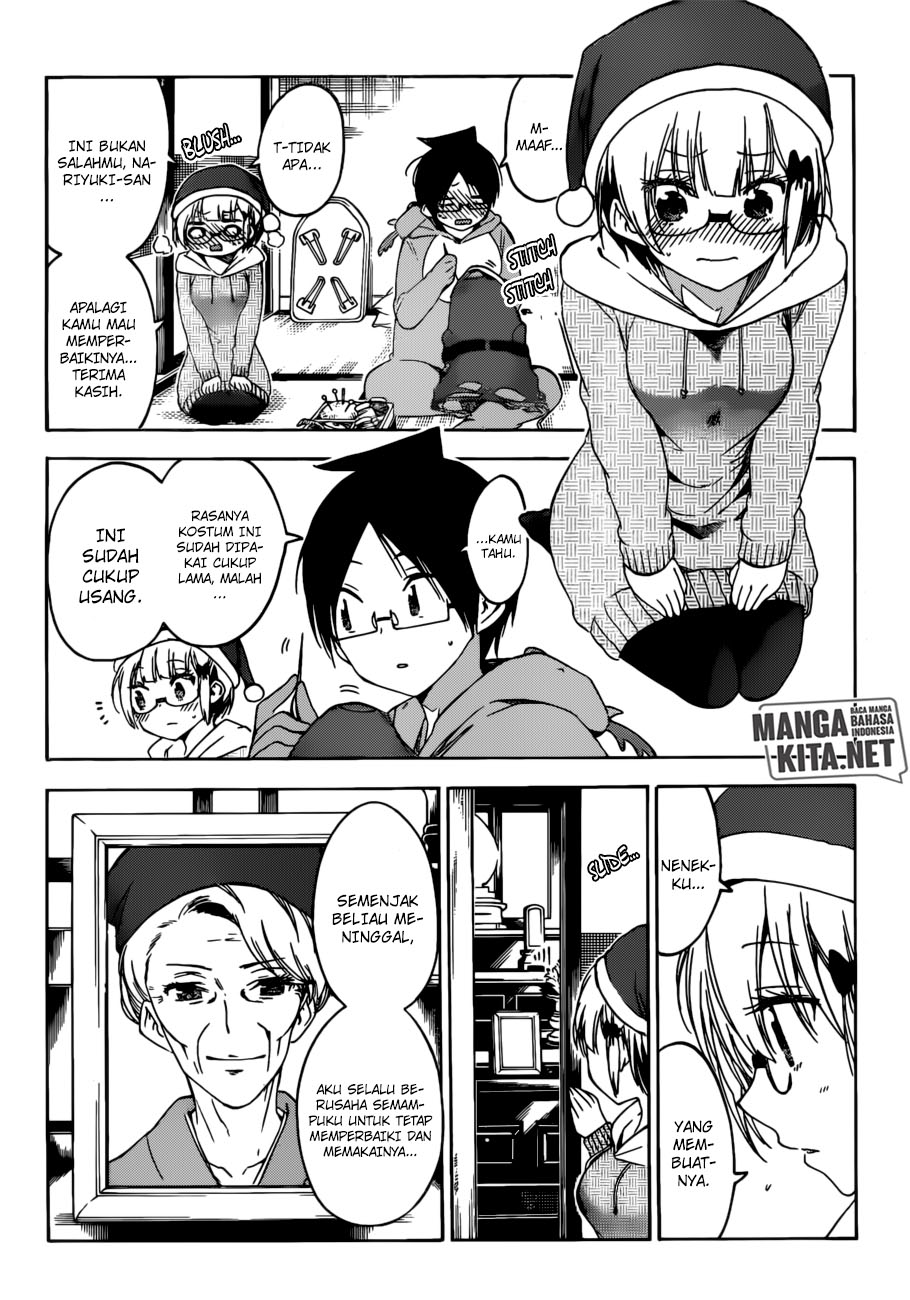 M-
MAAF...
T-TIDAK
APA...
STITCH
STITCH
BLUSH...
INI BUKAN
SALAHMU, NA-
RIYUKI-SAN
...
APALAGI
KAMU MAU
MEMPER-
BAIKINYA...
TERIMA
KASIH.
...KAMU
TAHU.
RASANYA
KOSTUM INI
SUDAH DIPA-
KAI CUKUP
LAMA, MALAH
...
INI
SUDAH
CUKUP
USANG.
MANGA
KITA.NET
BACA MANGA
BAHASA
INDONESIA
NENEK-
KU...
YANG
MEM-
BUAT-
NYA.
SLIDE...
SEMENJAK
BELIAU ME-
NINGGAL,
AKU SELALU BE-
RUSAHA SEMAM-
PUKU UNTUK TETAP
MEMPERBAIKI DAN
MEMAKAINYA...